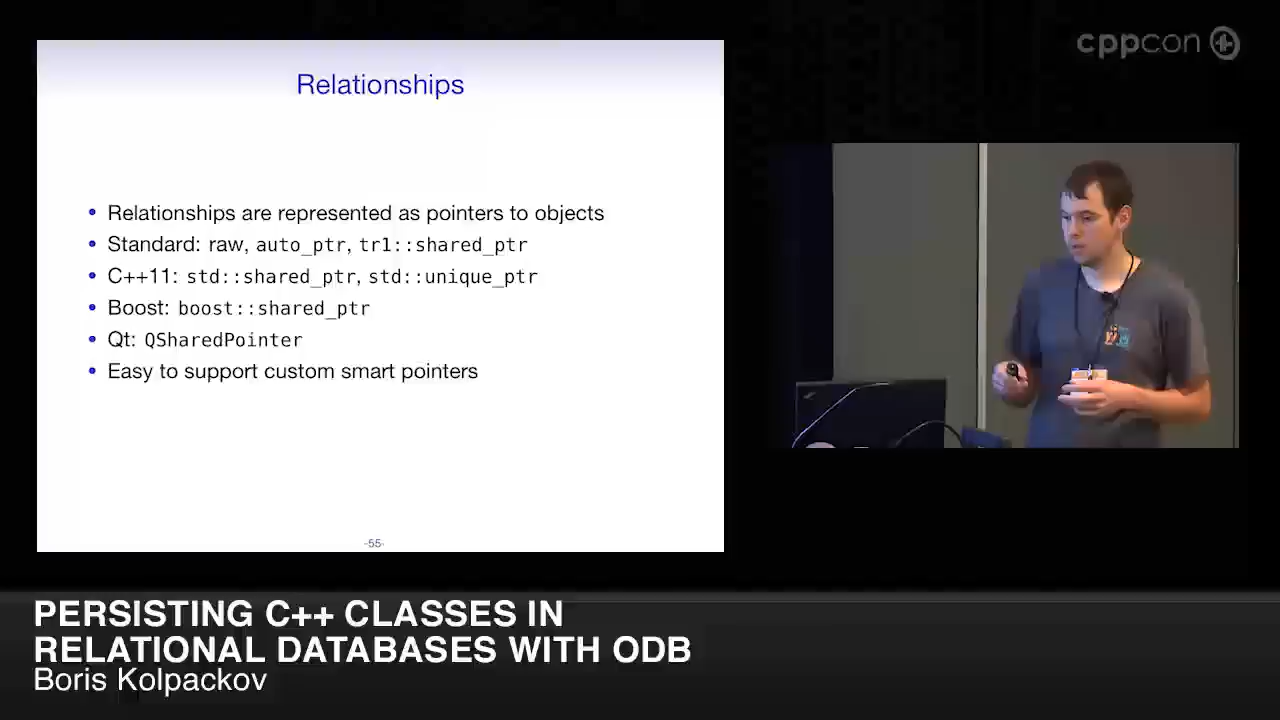 cppcon
Relationships
• Relationships are represented as pointers to objects
• Standard: raw, auto_ptr, tr1::shared_ptr
• C++11: std::shared_ptr, std::unique_ptr
• Boost: boost::shared_ptr
• Qt: QSharedPointer
• Easy to support custom smart pointers
-55-
PERSISTING C++ CLASSES IN
RELATIONAL DATABASES WITH ODB
Boris Kolpackov